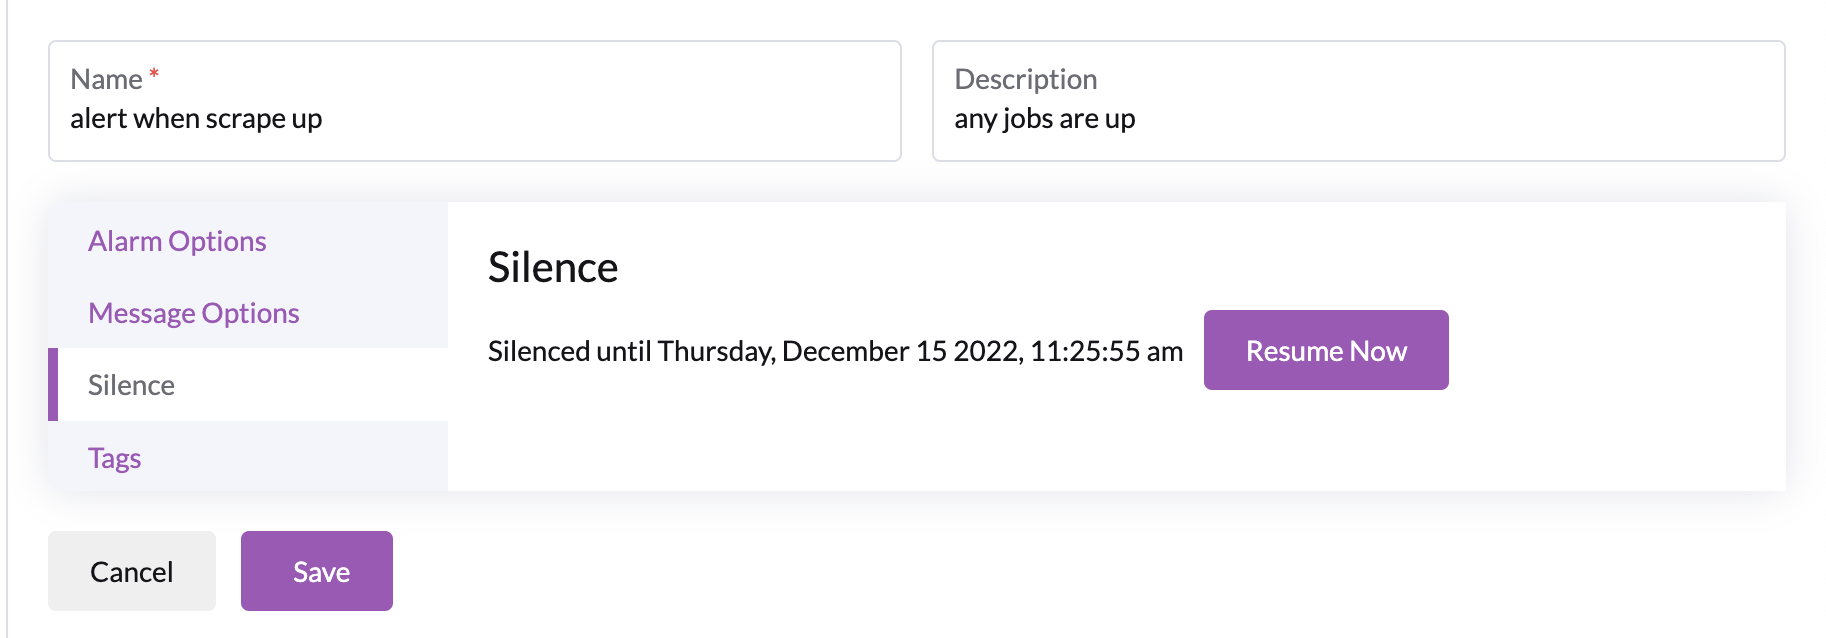 Name *
alert when scrape up
Description
any jobs are up
Alarm Options
Message Options
Silence
Tags
Silence
Silenced until Thursday, December 15 2022, 11:25:55 am
Resume Now
Cancel
Save